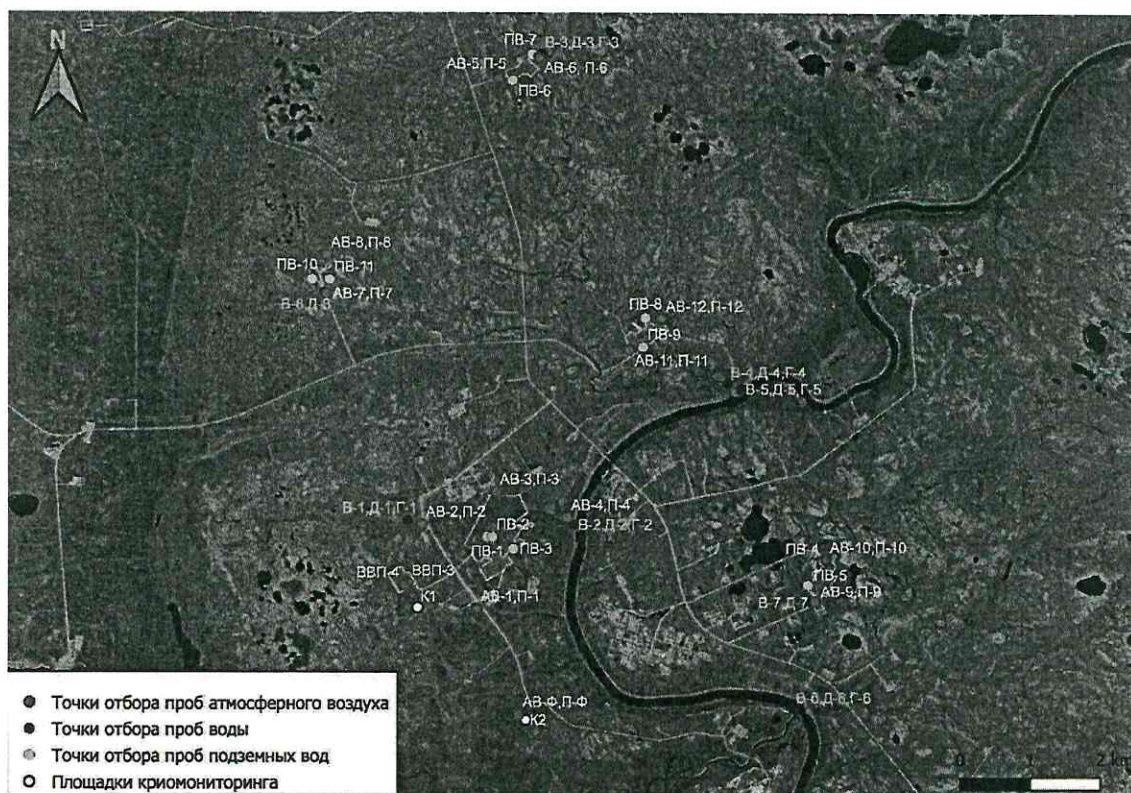 N
ПВ-7 В-3,Д-3,Г-3
АВ-5,П-5 АВ-6, П-6
ПВ-6
АВ-8,П-8
ПВ-10 ПВ-11
АВ-7,П-7
ПВ-8 АВ-12,П-12
ПВ-9
АВ-11,П-11
В-4,Д-4,Г-4
В-5,Д-5,Г-5
АВ-3,П-3
В-1,Д-1,Г-1
АВ-2,П-2 АВ-4,П-4
ПВ-2 В-2,Д-2,Г-2
ПВ-1 ПВ-3
ПВ-4 АВ-10,П-10
ВВП-4 ВВП-3
ПВ-5
АВ-1,П-1 АВ-9,П-9
К1 В-7,Д-7
АВ-Ф,П-Ф В-6,Д-6,Г-6
К2
Точки отбора проб атмосферного воздуха
Точки отбора проб воды
Точки отбора проб подземных вод
Площадки криомониторинга
0 1 2 km